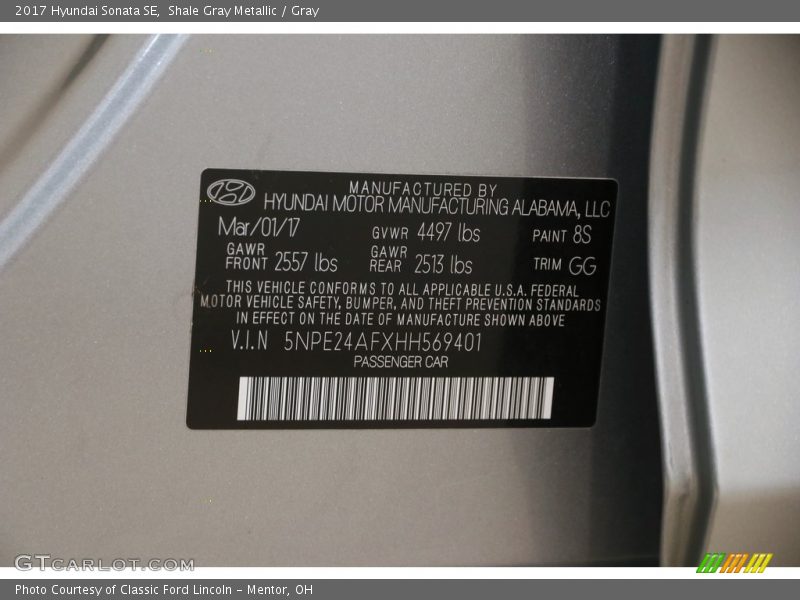 2017 Hyundai Sonata SE, Shale Gray Metallic / Gray
MANUFACTURED BY
HYUNDAI MOTOR MANUFACTURING ALABAMA, LLC
Mar/01/17 GVWR 4497 lbs PAINT 8S
GAWR FRONT 2557 lbs GAWR REAR 2513 lbs TRIM GG
THIS VEHICLE CONFORMS TO ALL APPLICABLE U.S.A. FEDERAL
MOTOR VEHICLE SAFETY, BUMPER, AND THEFT PREVENTION STANDARDS
IN EFFECT ON THE DATE OF MANUFACTURE SHOWN ABOVE
V.I.N 5NPE24AFXHH569401
PASSENGER CAR
GTCARLOT.COM
Photo Courtesy of Classic Ford Lincoln - Mentor, OH